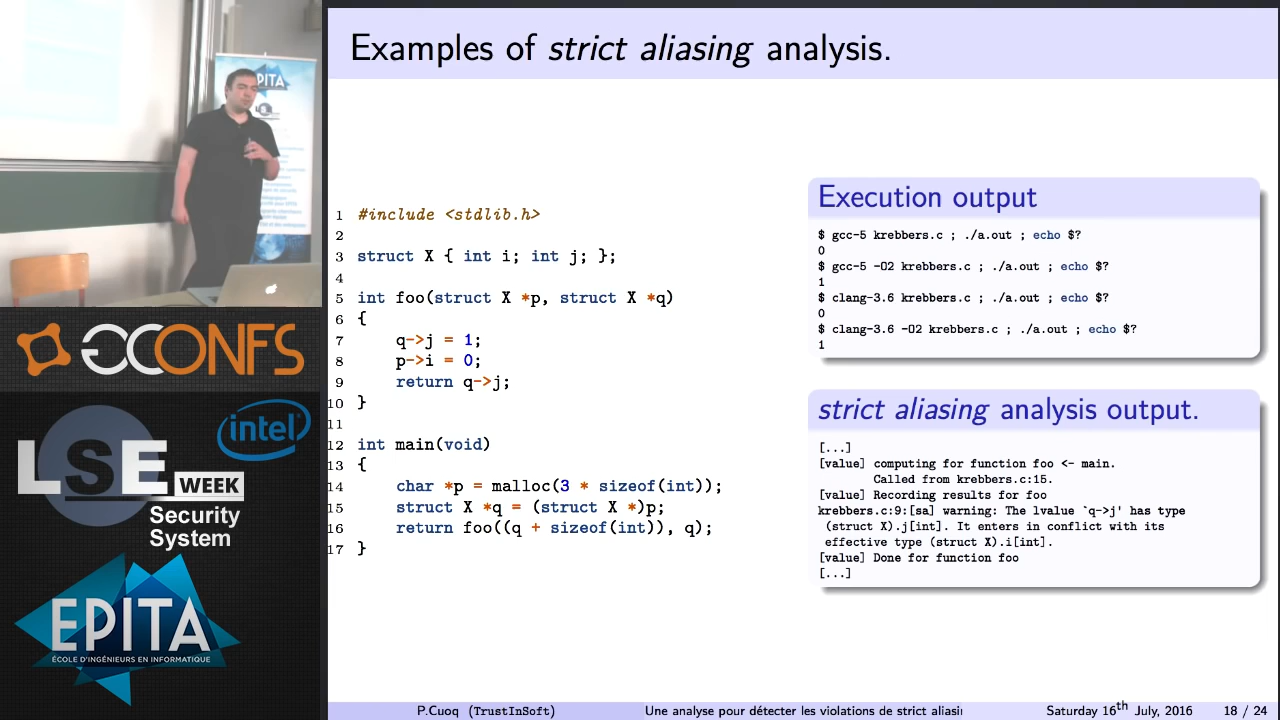 Examples of strict aliasing analysis.
EPITA
1 #include <stdlib.h>
2
3 struct X { int i; int j; };
4
5 int foo(struct X *p, struct X *q)
6 {
7 q->j = 1;
8 p->i = 0;
9 return q->j;
10 }
11
12 int main(void)
13 {
14 char *p = malloc(3 * sizeof(int));
15 struct X *q = (struct X *)p;
16 return foo((q + sizeof(int)), q);
17 }
Execution output
$ gcc-5 krebbers.c ; ./a.out ; echo $?
0
$ gcc-5 -O2 krebbers.c ; ./a.out ; echo $?
1
$ clang-3.6 krebbers.c ; ./a.out ; echo $?
0
$ clang-3.6 -O2 krebbers.c ; ./a.out ; echo $?
1
strict aliasing analysis output.
[...]
[value] computing for function foo <- main.
Called from krebbers.c:15.
[value] Recording results for foo
krebbers.c:9:[sa] warning: The lvalue `q->j' has type
(struct X).j[int]. It enters in conflict with its
effective type (struct X).i[int].
[value] Done for function foo
[...]
GCONFS
LSE WEEK
intel
Security
System
EPITA
ÉCOLE D'INGÉNIEURS EN INFORMATIQUE
P.Cuoq (TrustInSoft) Une analyse pour détecter les violations de strict aliasi Saturday 16th July, 2016 18 / 24